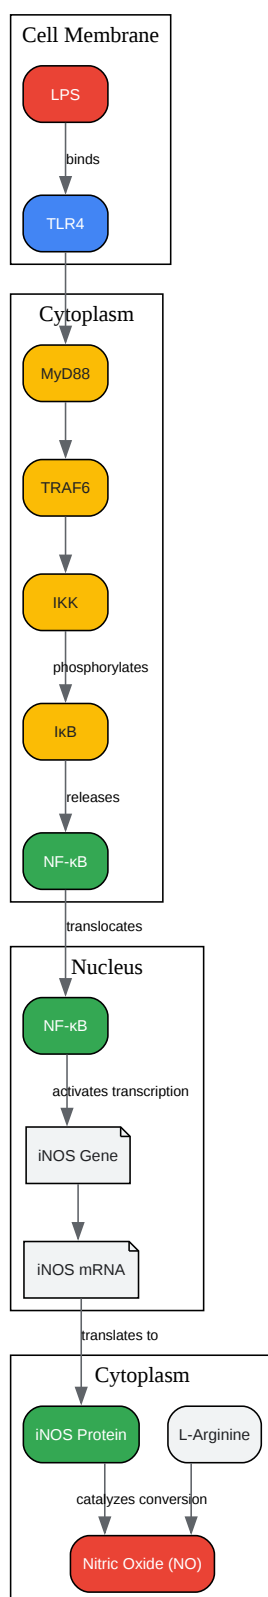 Cell Membrane
LPS
binds
TLR4
Cytoplasm
MyD88
TRAF6
IKK
phosphorylates
IκB
releases
NF-κB
translocates
Nucleus
NF-κB
activates transcription
iNOS Gene
iNOS mRNA
translates to
Cytoplasm
iNOS Protein
L-Arginine
catalyzes conversion
Nitric Oxide (NO)